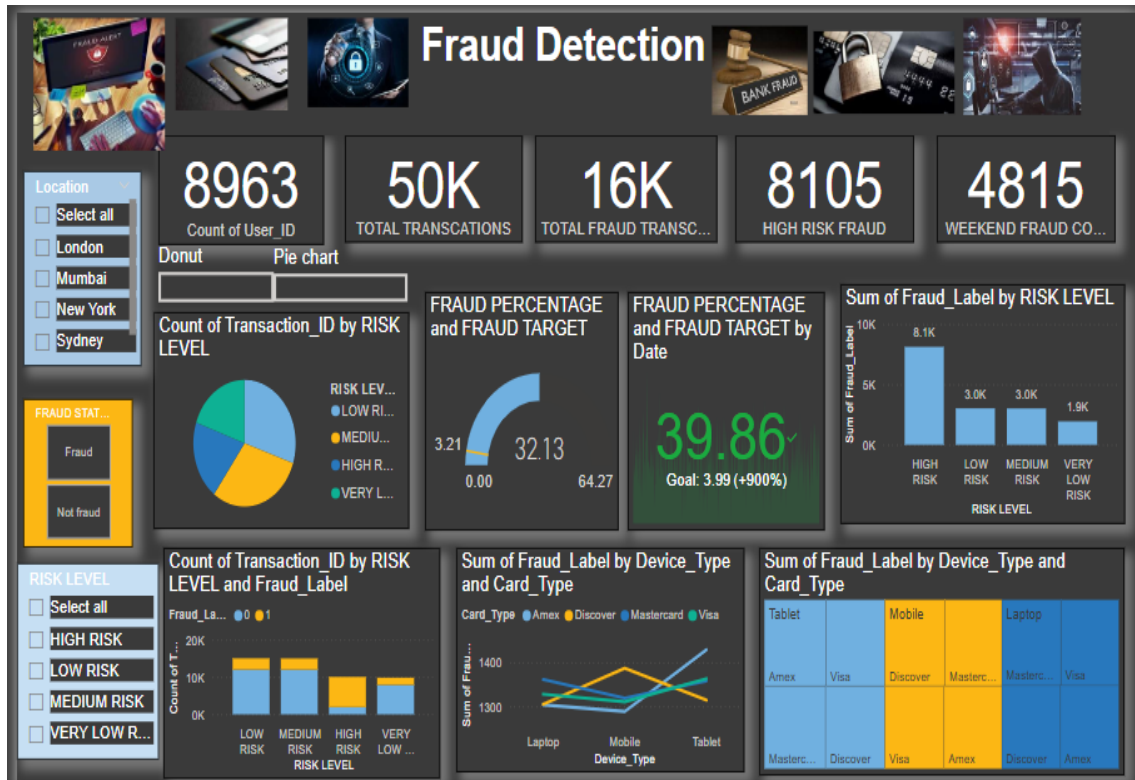 Fraud Detection
FRAUD ALERT
BANK FRAUD
8963
Count of User_ID
50K
TOTAL TRANSCATIONS
16K
TOTAL FRAUD TRANSC...
8105
HIGH RISK FRAUD
4815
WEEKEND FRAUD CO...
Location
Select all
London
Mumbai
New York
Sydney
Donut
Pie chart
Count of Transaction_ID by RISK
LEVEL
RISK LEV...
LOW RI...
MEDIU...
HIGH R...
VERY L...
FRAUD PERCENTAGE
and FRAUD TARGET
3.21
32.13
0.00
64.27
FRAUD PERCENTAGE
and FRAUD TARGET by
Date
39.86
Goal: 3.99 (+900%)
Sum of Fraud_Label by RISK LEVEL
Sum of Fraud_Label
10K
5K
0K
8.1K
3.0K
3.0K
1.9K
HIGH
RISK
LOW
RISK
MEDIUM
RISK
VERY
LOW
RISK
RISK LEVEL
FRAUD STAT...
Fraud
Not fraud
RISK LEVEL
Select all
HIGH RISK
LOW RISK
MEDIUM RISK
VERY LOW R...
Count of Transaction_ID by RISK
LEVEL and Fraud_Label
Fraud_La... 0 1
Count of T...
20K
10K
0K
LOW
RISK
MEDIUM
RISK
HIGH
RISK
VERY
LOW ...
RISK LEVEL
Sum of Fraud_Label by Device_Type
and Card_Type
Card_Type Amex Discover Mastercard Visa
Sum of Frau...
1400
1300
Laptop
Mobile
Tablet
Device_Type
Sum of Fraud_Label by Device_Type and
Card_Type
Tablet
Mobile
Laptop
Amex
Visa
Discover
Masterc...
Masterc...
Visa
Masterc...
Discover
Visa
Amex
Discover
Amex